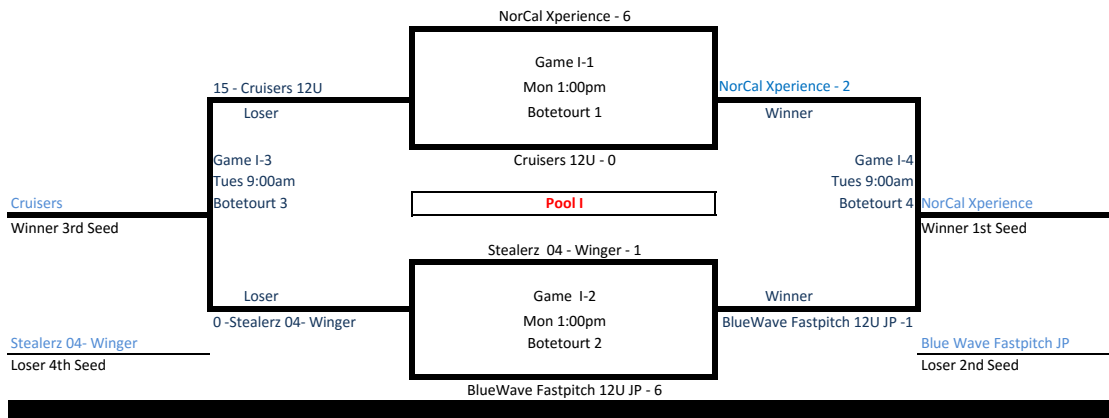 NorCal Xperience - 6
Game I-1
15 - Cruisers 12U
Mon 1:00pm
NorCal Xperience - 2
Loser
Botetourt 1
Winner
Game I-3
Cruisers 12U - 0
Game I-4
Tues 9:00am
Tues 9:00am
Cruisers
Botetourt 3
Pool I
Botetourt 4
NorCal Xperience
Winner 3rd Seed
Winner 1st Seed
Stealerz  04 - Winger - 1
Loser
Game  I-2
Winner
0 -Stealerz 04- Winger
Mon 1:00pm
BlueWave Fastpitch 12U JP -1
Stealerz 04- Winger
Botetourt 2
Blue Wave Fastpitch JP
Loser 4th Seed
Loser 2nd Seed
BlueWave Fastpitch 12U JP - 6